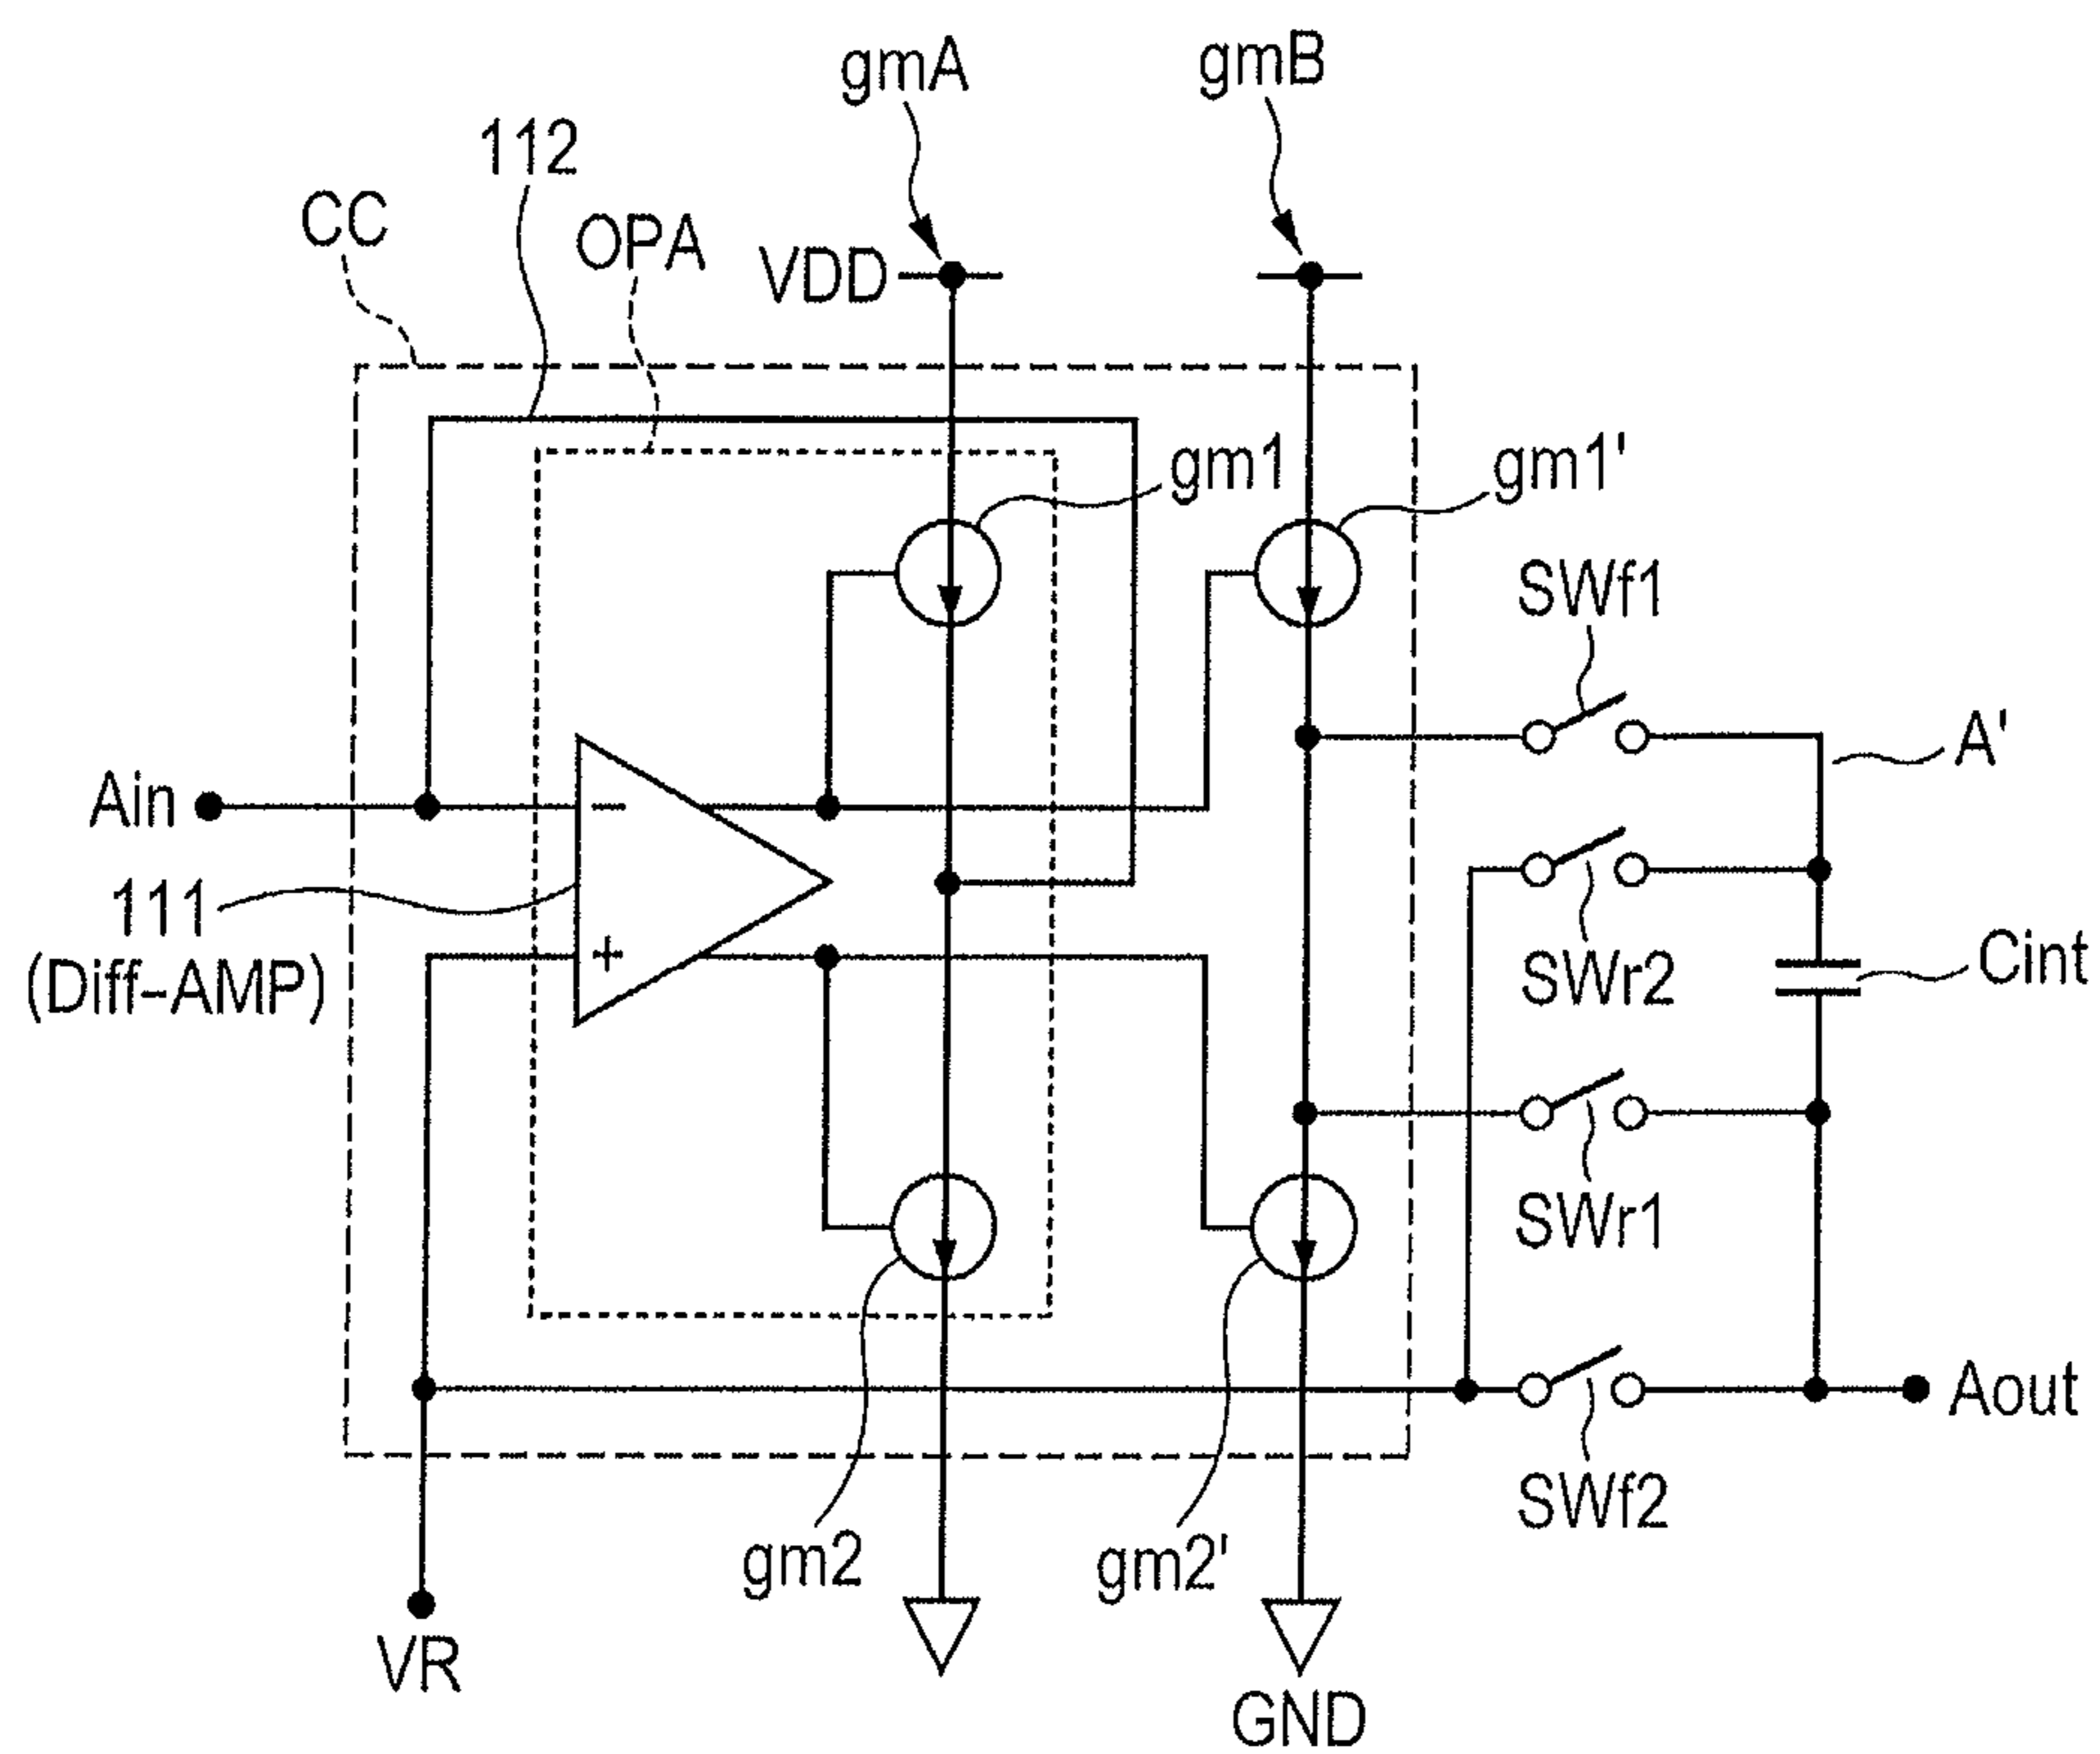 gmA
gmB
112
CC
OPA
VDD
gm1
gm1'
SWf1
A'
Ain
−
111
(Diff-AMP)
+
SWr2
Cint
SWr1
Aout
SWf2
gm2
gm2'
VR
GND